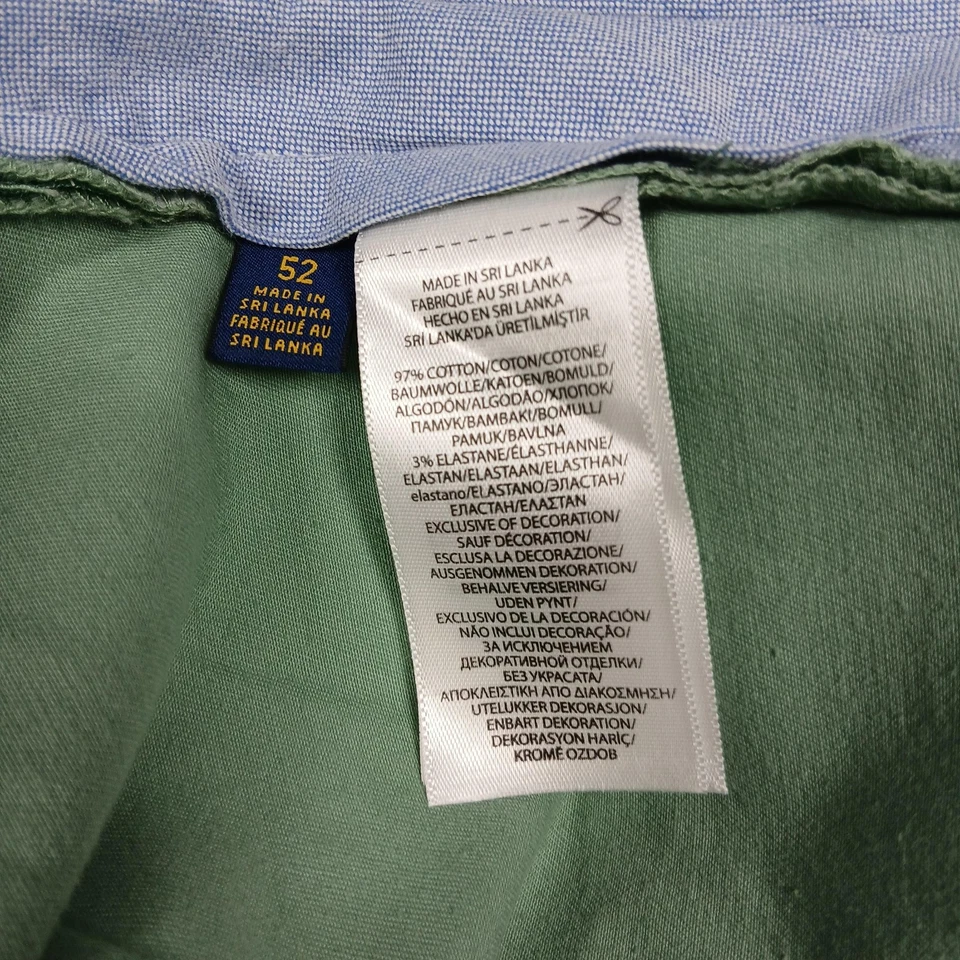 52
MADE IN
SRI LANKA
FABRIQUÉ AU
SRI LANKA
MADE IN SRI LANKA
FABRIQUÉ AU SRI LANKA
HECHO EN SRI LANKA
SRİ LANKA'DA ÜRETİLMİŞTİR
97% COTTON/COTON/COTONE/
BAUMWOLLE/KATOEN/BOMULD/
ALGODÓN/ALGODÃO/ХЛОПОК/
ПАМУК/ΒΑΜΒΑΚΙ/BOMULL/
PAMUK/BAVLNA
3% ELASTANE/ÉLASTHANNE/
ELASTAN/ELASTAAN/ELASTHAN/
elastano/ELASTANO/ЭЛАСТАН/
ЕЛАСТАН/ΕΛΑΣΤΑΝ
EXCLUSIVE OF DECORATION/
SAUF DÉCORATION/
ESCLUSA LA DECORAZIONE/
AUSGENOMMEN DEKORATION/
BEHALVE VERSIERING/
UDEN PYNT/
EXCLUSIVO DE LA DECORACIÓN/
NÃO INCLUI DECORAÇÃO/
ЗА ИСКЛЮЧЕНИЕМ
ДЕКОРАТИВНОЙ ОТДЕЛКИ/
БЕЗ УКРАСАТА/
ΑΠΟΚΛΕΙΣΤΙΚΗ ΑΠΟ ΔΙΑΚΟΣΜΗΣΗ/
UTELUKKER DEKORASJON/
ENBART DEKORATION/
DEKORASYON HARİÇ/
KROMĚ OZDOB